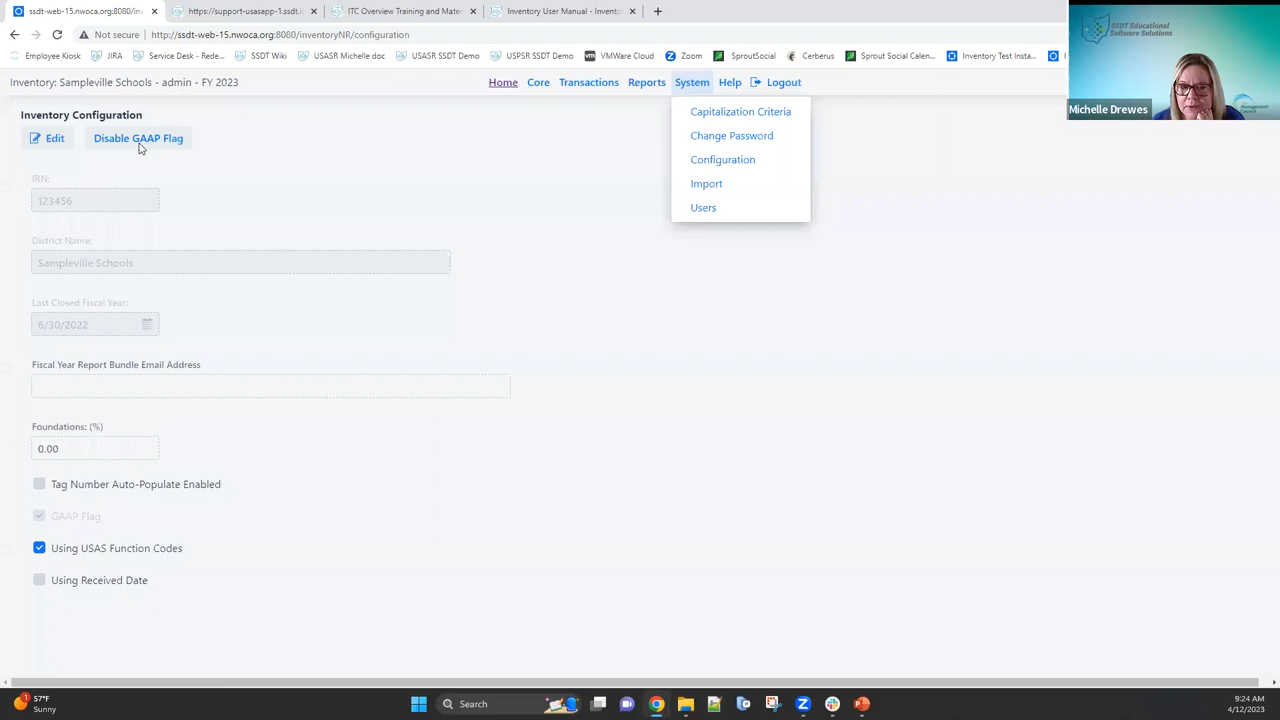 ssdt-web-15.nwoca.org:8080/inve
https://support-usasapp-1.ssdt.i
ITC Overview Training and Mater
Inventory User Manual - Invento
Not secure
http://ssdt-web-15.nwoca.org:8080/inventoryNR/configuration
Employee Kiosk
JIRA
Service Desk - Rede...
SSDT Wiki
USASR Michelle doc
USASR SSDT Demo
USPSR SSDT Demo
VMWare Cloud
Zoom
SproutSocial
Cerberus
Sprout Social Calen...
Inventory Test Insta...
SSDT Educational
Software Solutions
Management
Council
Michelle Drewes
Inventory: Sampleville Schools - admin - FY 2023
Home
Core
Transactions
Reports
System
Help
Logout
Capitalization Criteria
Change Password
Configuration
Import
Users
Inventory Configuration
Edit
Disable GAAP Flag
IRN:
123456
District Name:
Sampleville Schools
Last Closed Fiscal Year:
6/30/2022
Fiscal Year Report Bundle Email Address
Foundations: (%)
0.00
Tag Number Auto-Populate Enabled
GAAP Flag
Using USAS Function Codes
Using Received Date
1
57°F
Sunny
Search
9:24 AM
4/12/2023